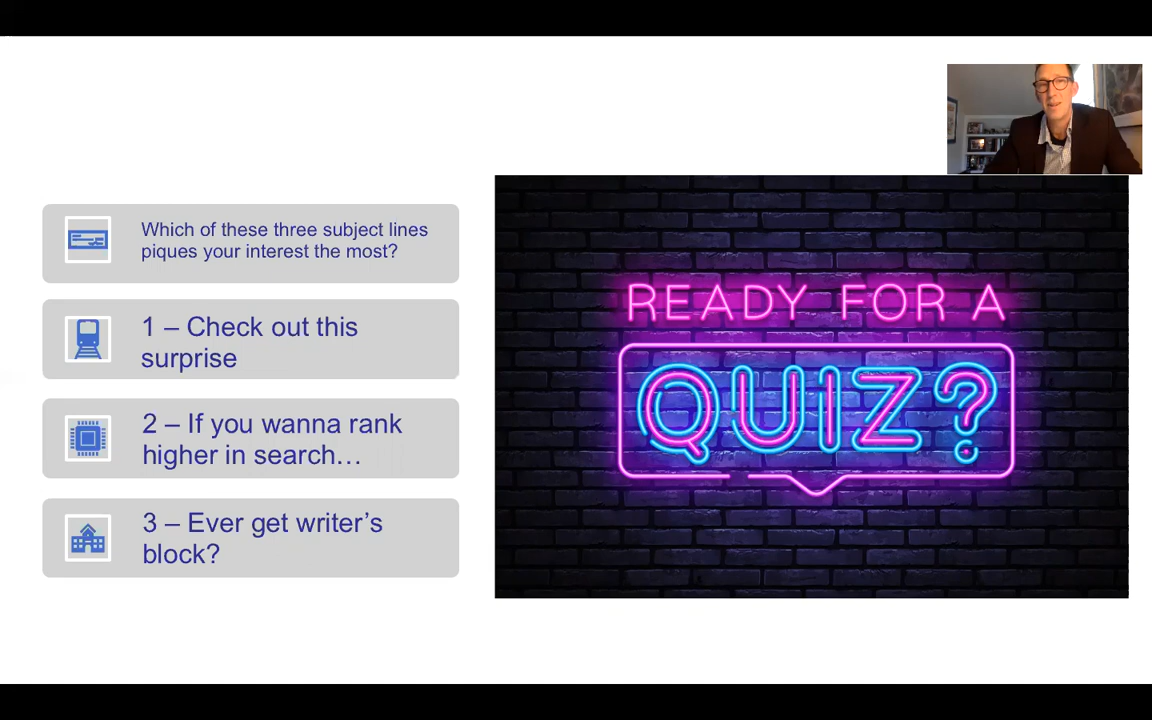 Which of these three subject lines
piques your interest the most?
1 – Check out this
surprise
2 – If you wanna rank
higher in search…
3 – Ever get writer’s
block?
READY FOR A
QUIZ?